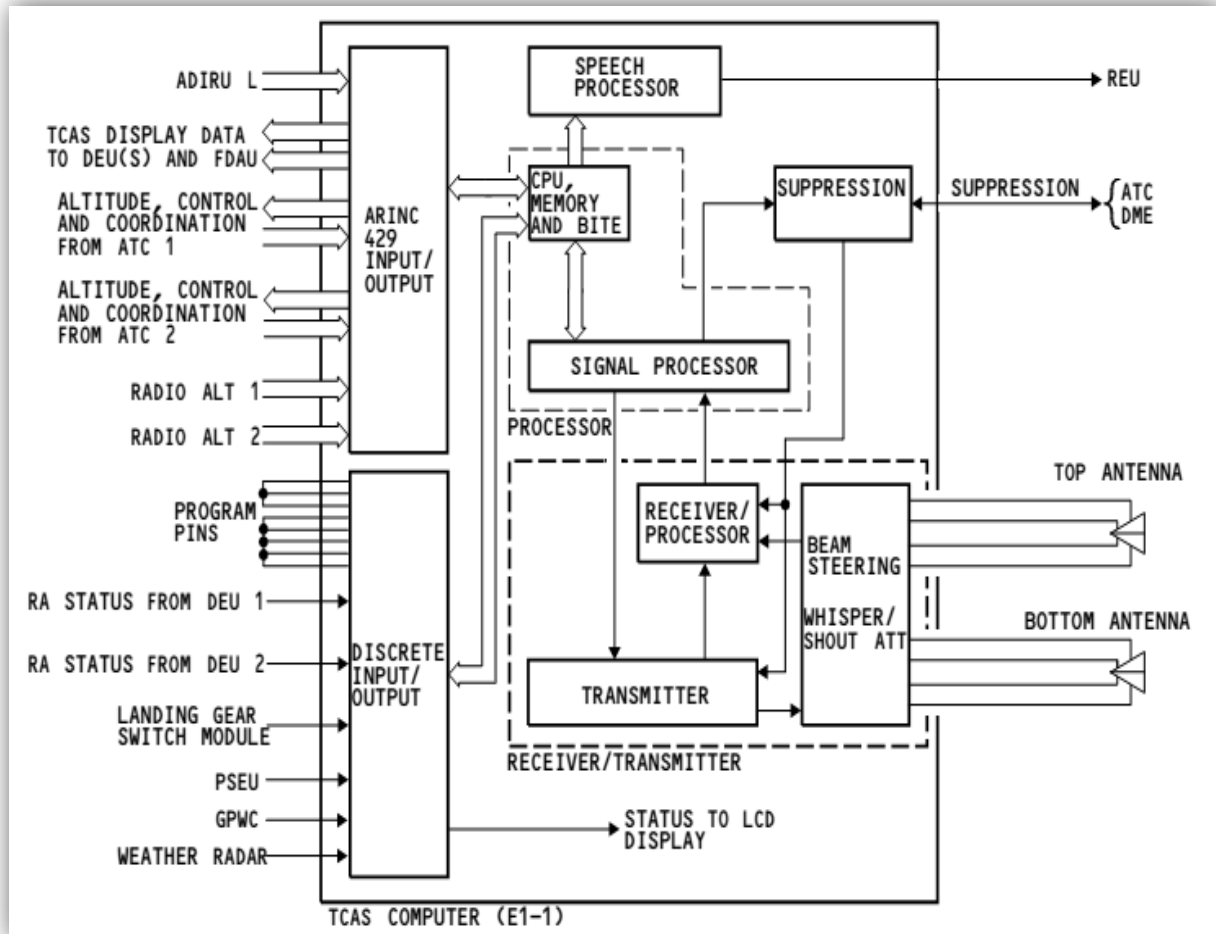 ADIRU L
TCAS DISPLAY DATA
TO DEU(S) AND FDAU
ALTITUDE, CONTROL
AND COORDINATION
FROM ATC 1
ALTITUDE, CONTROL
AND COORDINATION
FROM ATC 2
RADIO ALT 1
RADIO ALT 2
PROGRAM
PINS
RA STATUS FROM DEU 1
RA STATUS FROM DEU 2
LANDING GEAR
SWITCH MODULE
PSEU
GPWC
WEATHER RADAR
ARINC
429
INPUT/
OUTPUT
DISCRETE
INPUT/
OUTPUT
SPEECH
PROCESSOR
REU
CPU,
MEMORY
AND BITE
SUPPRESSION
SUPPRESSION
ATC
DME
SIGNAL PROCESSOR
PROCESSOR
RECEIVER/
PROCESSOR
BEAM
STEERING
WHISPER/
SHOUT ATT
TOP ANTENNA
BOTTOM ANTENNA
TRANSMITTER
RECEIVER/TRANSMITTER
STATUS TO LCD
DISPLAY
TCAS COMPUTER (E1-1)